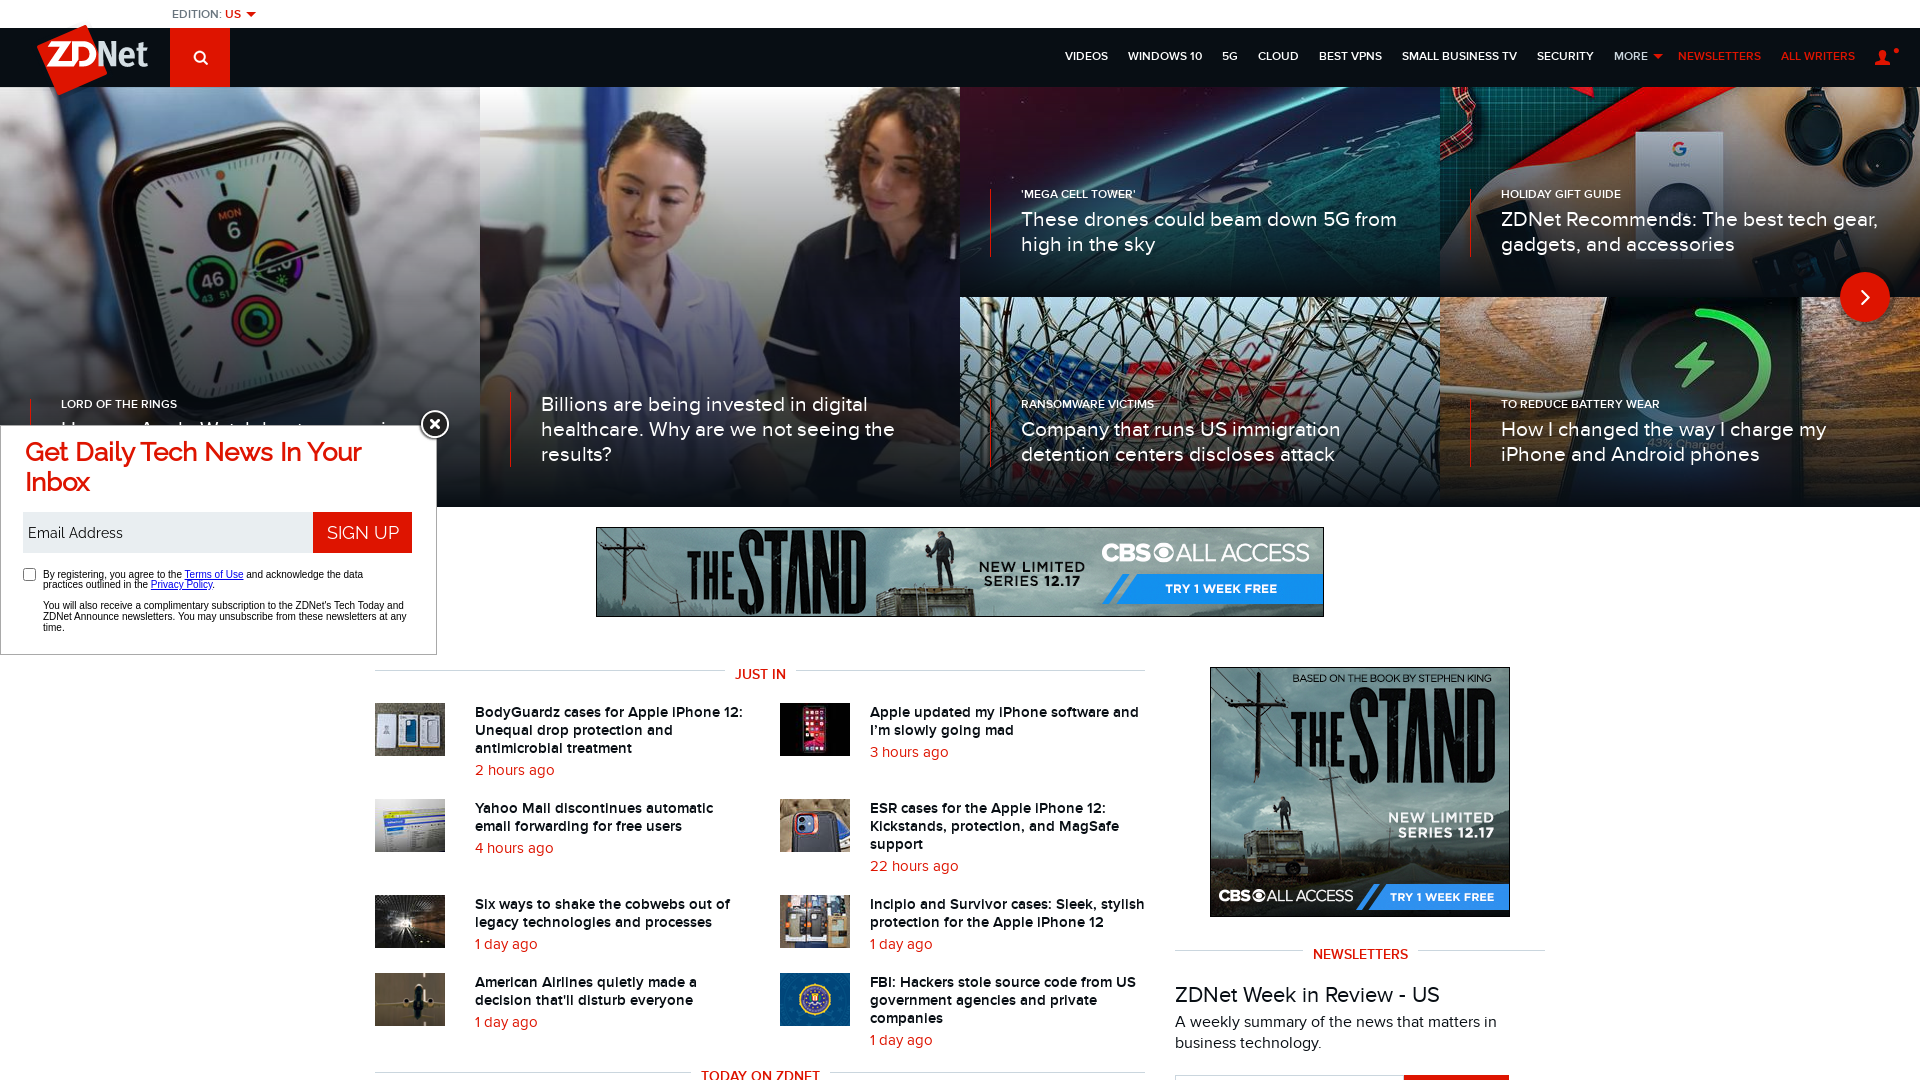 EDITION: US
ZDNet
VIDEOS WINDOWS 10 5G CLOUD BEST VPNS SMALL BUSINESS TV SECURITY MORE NEWSLETTERS ALL WRITERS
MON
6
46
43 51
LORD OF THE RINGS
Billions are being invested in digital
healthcare. Why are we not seeing the
results?
'MEGA CELL TOWER'
These drones could beam down 5G from
high in the sky
HOLIDAY GIFT GUIDE
ZDNet Recommends: The best tech gear,
gadgets, and accessories
RANSOMWARE VICTIMS
Company that runs US immigration
detention centers discloses attack
TO REDUCE BATTERY WEAR
How I changed the way I charge my
iPhone and Android phones
43% Charged
Get Daily Tech News In Your
Inbox
Email Address
SIGN UP
By registering, you agree to the Terms of Use and acknowledge the data
practices outlined in the Privacy Policy.
You will also receive a complimentary subscription to the ZDNet's Tech Today and
ZDNet Announce newsletters. You may unsubscribe from these newsletters at any
time.
THE STAND
NEW LIMITED
SERIES 12.17
CBS ALL ACCESS
TRY 1 WEEK FREE
JUST IN
BodyGuardz cases for Apple iPhone 12:
Unequal drop protection and
antimicrobial treatment
2 hours ago
Apple updated my iPhone software and
I’m slowly going mad
3 hours ago
Yahoo Mail discontinues automatic
email forwarding for free users
4 hours ago
ESR cases for the Apple iPhone 12:
Kickstands, protection, and MagSafe
support
22 hours ago
Six ways to shake the cobwebs out of
legacy technologies and processes
1 day ago
Incipio and Survivor cases: Sleek, stylish
protection for the Apple iPhone 12
1 day ago
American Airlines quietly made a
decision that'll disturb everyone
1 day ago
FBI: Hackers stole source code from US
government agencies and private
companies
1 day ago
TODAY ON ZDNET
BASED ON THE BOOK BY STEPHEN KING
THE STAND
NEW LIMITED
SERIES 12.17
CBS ALL ACCESS
TRY 1 WEEK FREE
NEWSLETTERS
ZDNet Week in Review - US
A weekly summary of the news that matters in
business technology.